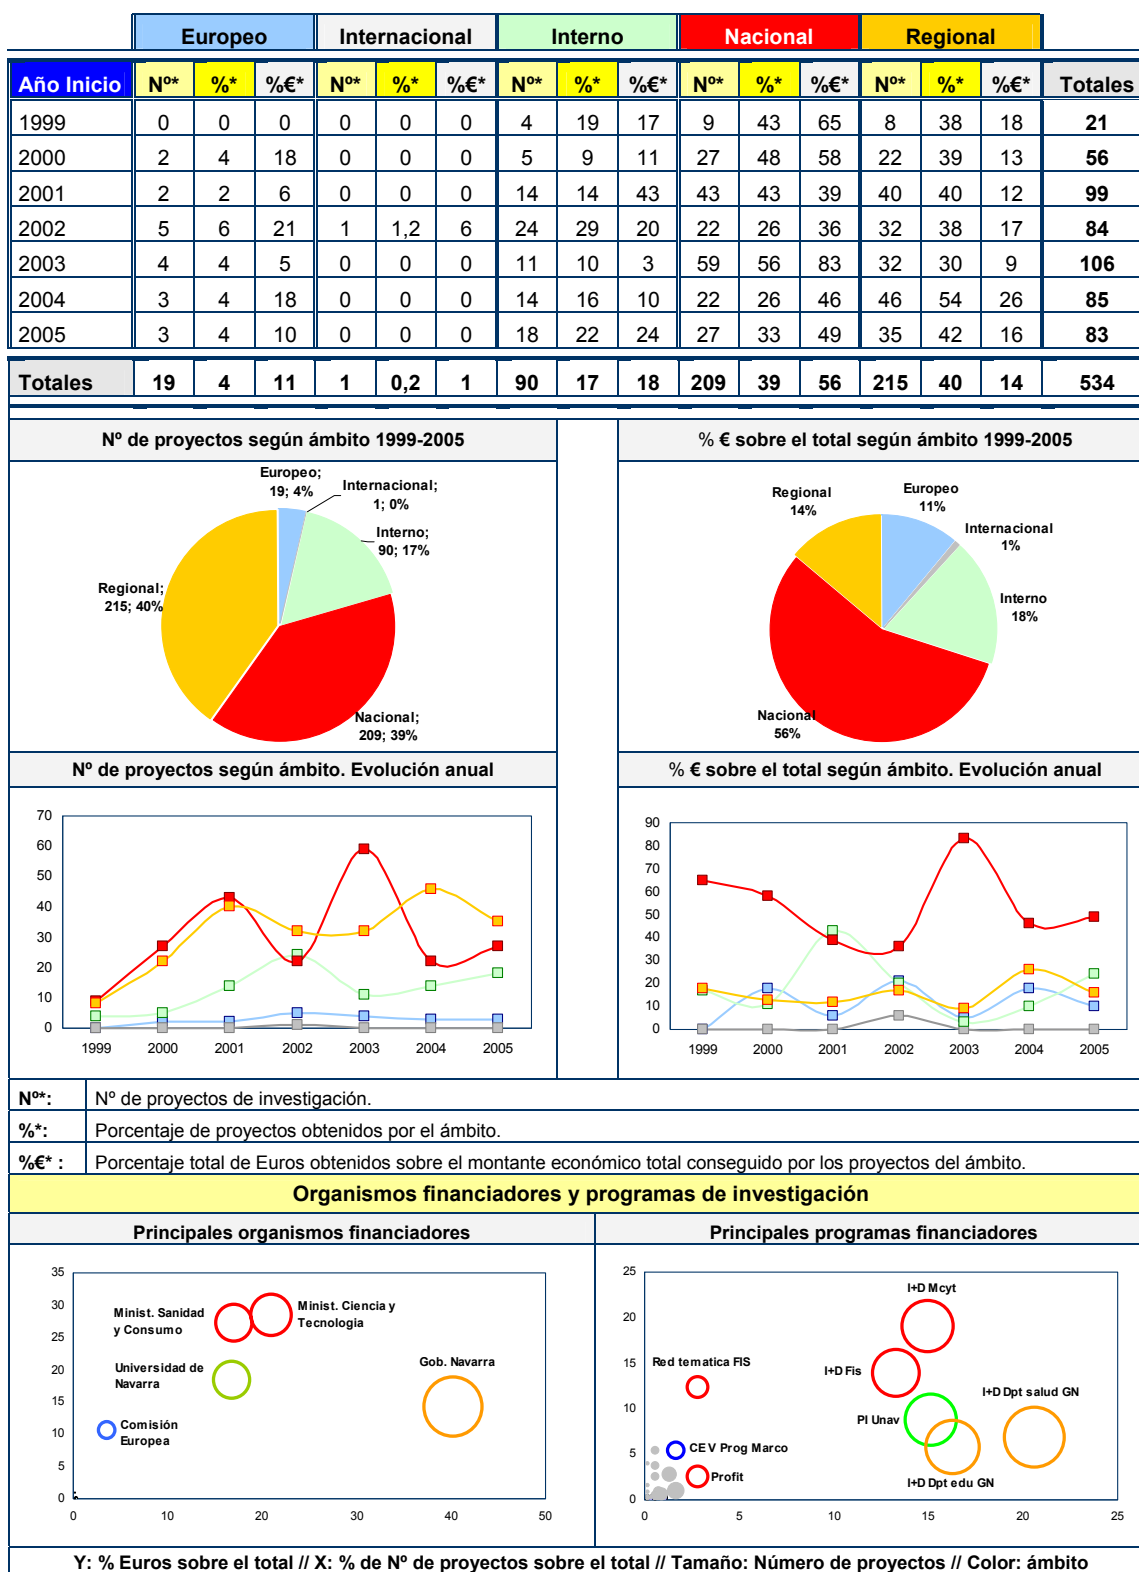 Europeo Internacional Interno Nacional Regional
Año Inicio Nº* %* %€* Nº* %* %€* Nº* %* %€* Nº* %* %€* Nº* %* %€* Totales
1999 0 0 0 0 0 0 4 19 17 9 43 65 8 38 18 21
2000 2 4 18 0 0 0 5 9 11 27 48 58 22 39 13 56
2001 2 2 6 0 0 0 14 14 43 43 43 39 40 40 12 99
2002 5 6 21 1 1,2 6 24 29 20 22 26 36 32 38 17 84
2003 4 4 5 0 0 0 11 10 3 59 56 83 32 30 9 106
2004 3 4 18 0 0 0 14 16 10 22 26 46 46 54 26 85
2005 3 4 10 0 0 0 18 22 24 27 33 49 35 42 16 83
Totales 19 4 11 1 0,2 1 90 17 18 209 39 56 215 40 14 534
Nº de proyectos según ámbito 1999-2005
Europeo;
19; 4%
Internacional;
1; 0%
Interno;
90; 17%
Regional;
215; 40%
Nacional;
209; 39%
% € sobre el total según ámbito 1999-2005
Regional
14%
Europeo
11%
Internacional
1%
Interno
18%
Nacional
56%
Nº de proyectos según ámbito. Evolución anual
70
60
50
40
30
20
10
0
1999 2000 2001 2002 2003 2004 2005
% € sobre el total según ámbito. Evolución anual
90
80
70
60
50
40
30
20
10
0
1999 2000 2001 2002 2003 2004 2005
Nº*: Nº de proyectos de investigación.
%*: Porcentaje de proyectos obtenidos por el ámbito.
%€* : Porcentaje total de Euros obtenidos sobre el montante económico total conseguido por los proyectos del ámbito.
Organismos financiadores y programas de investigación
Principales organismos financiadores
35
30
25
20
15
10
5
0
Minist. Sanidad
y Consumo
Minist. Ciencia y
Tecnologia
Universidad de
Navarra
Gob. Navarra
Comisión
Europea
0 10 20 30 40 50
Principales programas financiadores
25
20
15
10
5
0
I+D Mcyt
Red tematica FIS
I+D Fis
I+D Dpt salud GN
PI Unav
CE V Prog Marco
Profit
I+D Dpt edu GN
0 5 10 15 20 25
Y: % Euros sobre el total // X: % de Nº de proyectos sobre el total // Tamaño: Número de proyectos // Color: ámbito